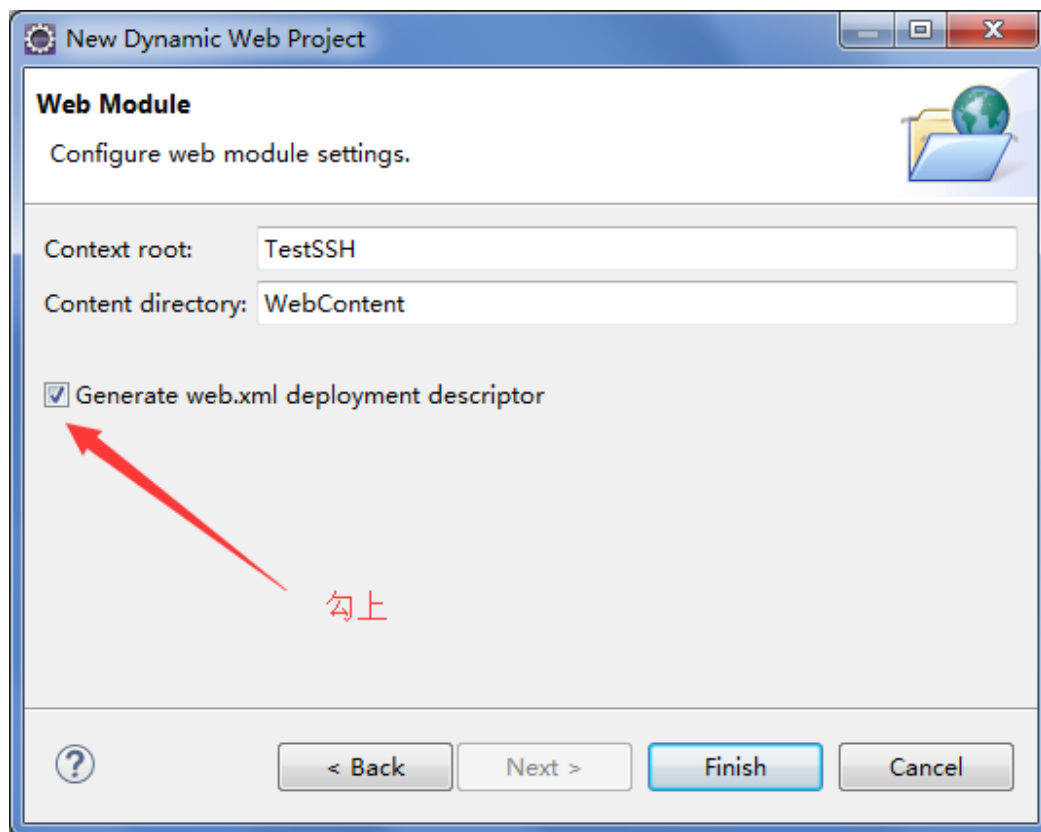 New Dynamic Web Project
Web Module
Configure web module settings.
Context root: TestSSH
Content directory: WebContent
Generate web.xml deployment descriptor
勾上
? < Back Next > Finish Cancel